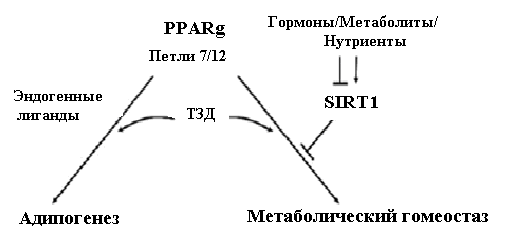 PPARg
Петли 7/12
Гормоны/Метаболиты/
Нутриенты
Эндогенные
лиганды
ТЗД
SIRT1
Адипогенез
Метаболический гомеостаз